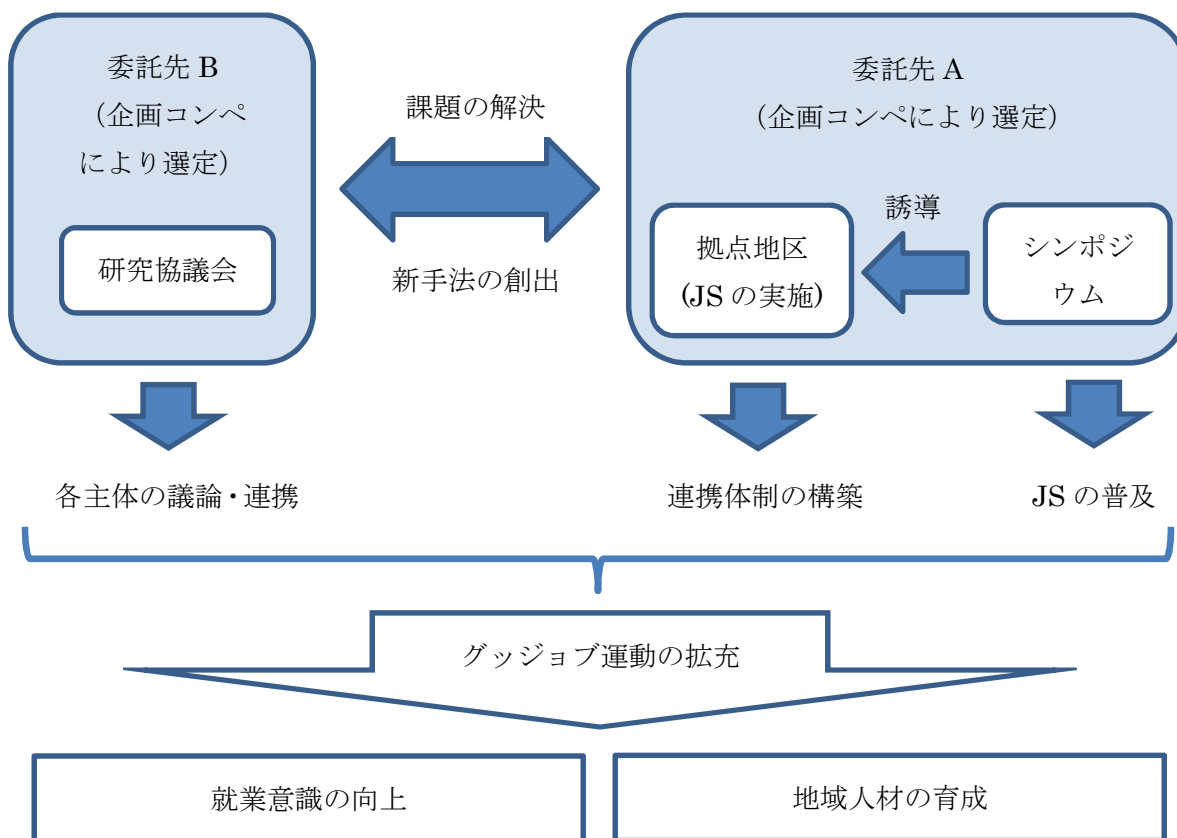 委託先 B
（企画コンペ
により選定）
研究協議会
課題の解決
新手法の創出
委託先 A
（企画コンペにより選定）
誘導
拠点地区
(JS の実施)
シンポジ
ウム
各主体の議論・連携
連携体制の構築
JS の普及
グッジョブ運動の拡充
就業意識の向上
地域人材の育成